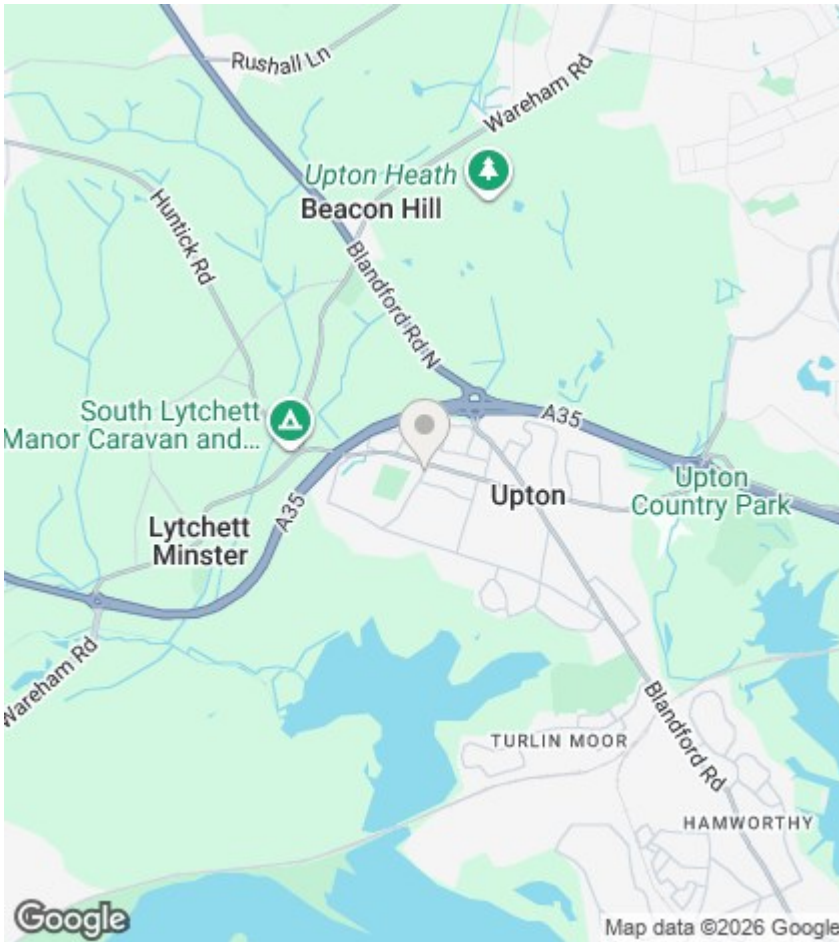 Rushall Ln
Wareham Rd
Upton Heath
Beacon Hill
Huntick Rd
Blandford Rd N
South Lytchett
Manor Caravan and...
A35
Upton
Upton
Country Park
A35
Lytchett
Minster
Wareham Rd
TURLIN MOOR
Blandford Rd
HAMWORTHY
Google
Map data ©2026 Google